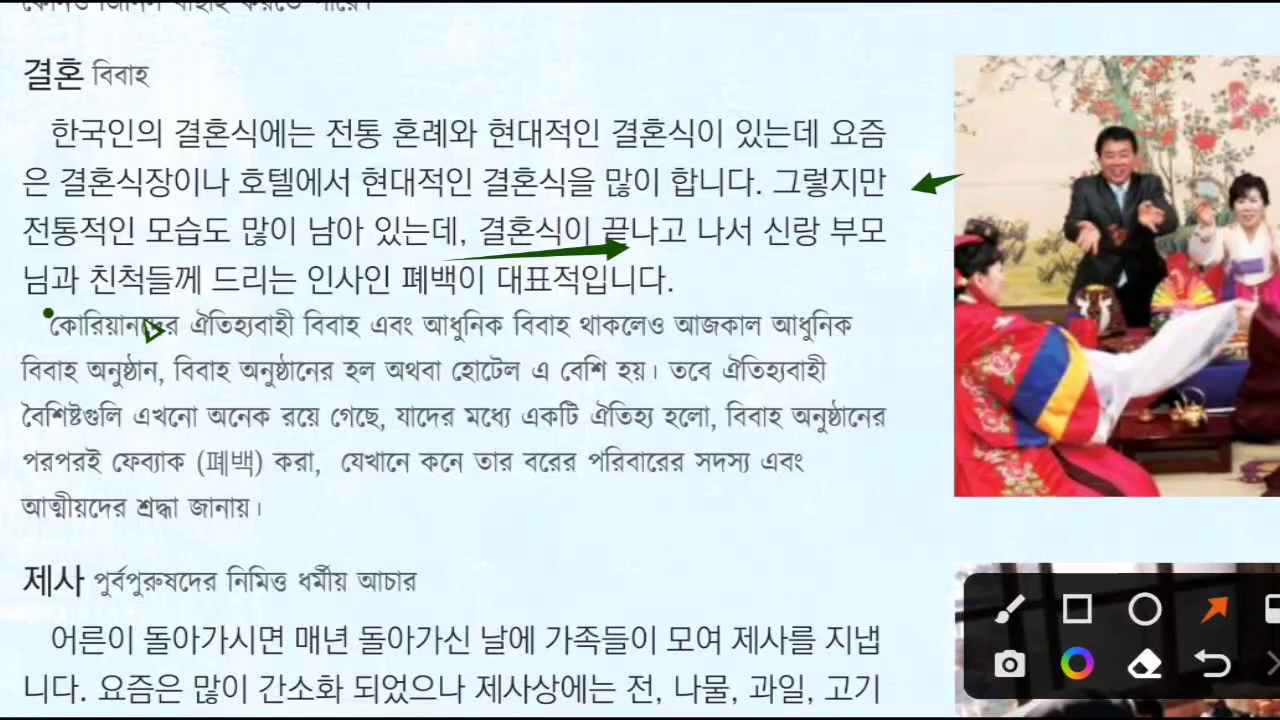 결혼 বিবাহ
한국인의 결혼식에는 전통 혼례와 현대적인 결혼식이 있는데 요즘
은 결혼식장이나 호텔에서 현대적인 결혼식을 많이 합니다. 그렇지만
전통적인 모습도 많이 남아 있는데, 결혼식이 끝나고 나서 신랑 부모
님과 친척들께 드리는 인사인 폐백이 대표적입니다.
কোরিয়ানদের ঐতিহ্যবাহী বিবাহ এবং আধুনিক বিবাহ থাকলেও আজকাল আধুনিক
বিবাহ অনুষ্ঠান, বিবাহ অনুষ্ঠানের হল অথবা হোটেল এ বেশি হয়। তবে ঐতিহ্যবাহী
বৈশিষ্টগুলি এখনো অনেক রয়ে গেছে, যাদের মধ্যে একটি ঐতিহ্য হলো, বিবাহ অনুষ্ঠানের
পরপরই ফেব্যাক (폐백) করা, যেখানে কনে তার বরের পরিবারের সদস্য এবং
আত্মীয়দের শ্রদ্ধা জানায়।
제사 পুর্বপুরুষদের নিমিত্ত ধর্মীয় আচার
어른이 돌아가시면 매년 돌아가신 날에 가족들이 모여 제사를 지냅
니다. 요즘은 많이 간소화 되었으나 제사상에는 전, 나물, 과일, 고기